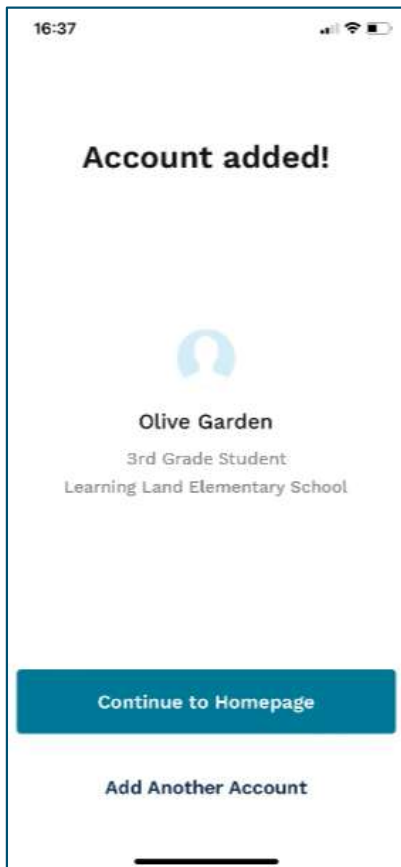 16:37
Account added!
Olive Garden
3rd Grade Student
Learning Land Elementary School
Continue to Homepage
Add Another Account